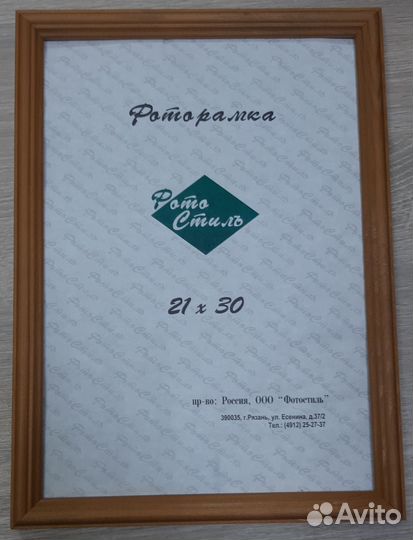 Фоторамка
Фото
Стилъ
21 х 30
пр-во: Россия, ООО "Фотостиль"
390035, г.Рязань, ул. Есенина, д.37/2
Тел.: (4912) 25-27-37
Avito